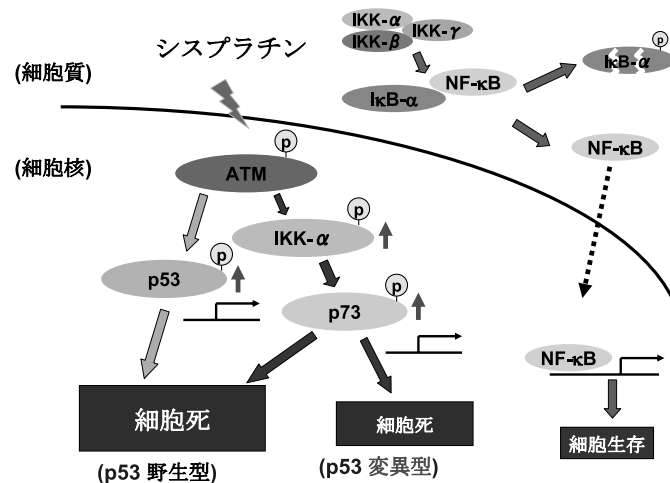 IKK-α
IKK-β
IKK-γ
シスプラチン
(細胞質)
NF-κB
IκB-α
p
IκB-α
(細胞核)
p
ATM
NF-κB
p
IKK-α
p
p53
p
p73
NF-κB
細胞死
細胞死
細胞生存
(p53 野生型)
(p53 変異型)